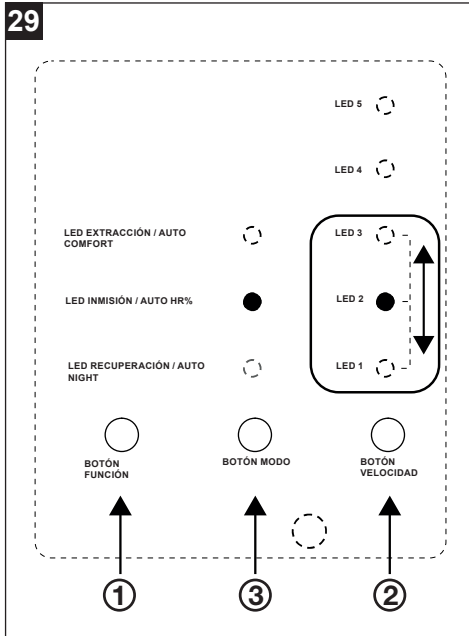 29
LED 5
LED 4
LED EXTRACCIÓN / AUTO
COMFORT
LED 3
LED INMISIÓN / AUTO HR%
LED 2
LED RECUPERACIÓN / AUTO
NIGHT
LED 1
BOTÓN
FUNCIÓN
BOTÓN MODO
BOTÓN
VELOCIDAD
1
3
2